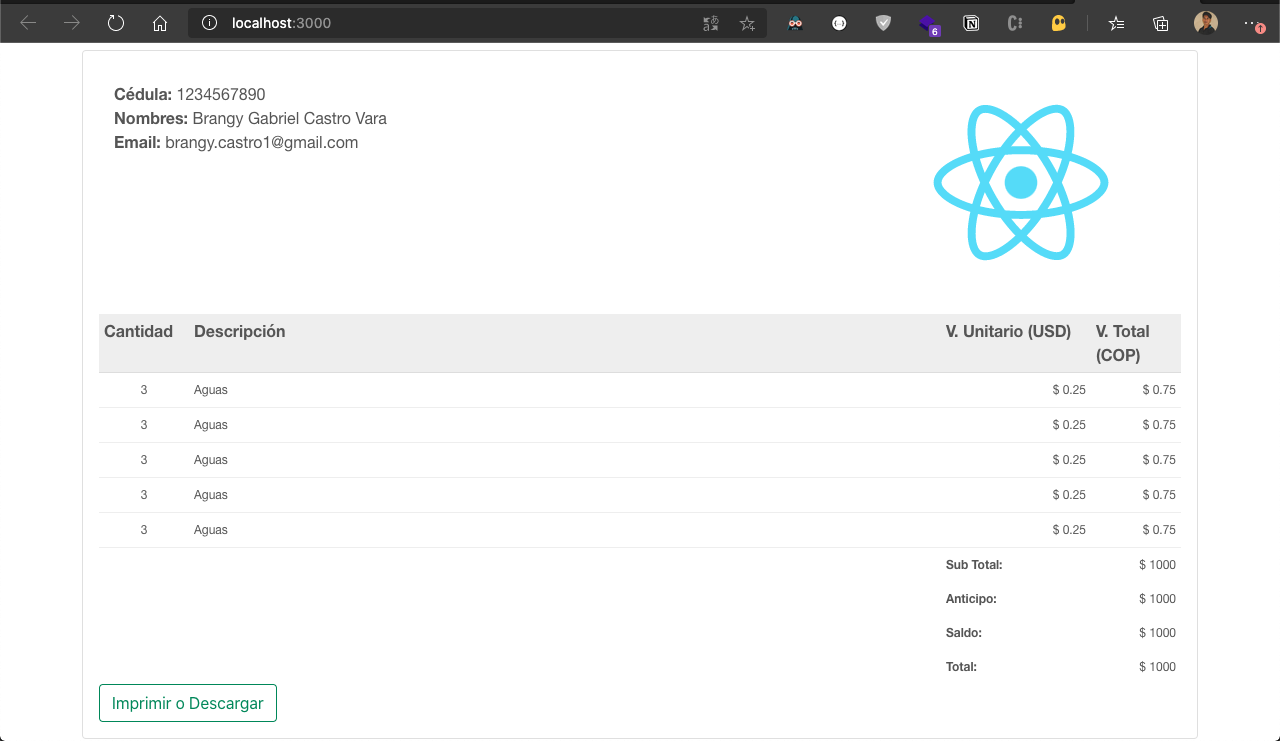 localhost:3000
6
Cédula: 1234567890
Nombres: Brangy Gabriel Castro Vara
Email: brangy.castro1@gmail.com
Cantidad Descripción V. Unitario (USD) V. Total
(COP)
3 Aguas $ 0.25 $ 0.75
3 Aguas $ 0.25 $ 0.75
3 Aguas $ 0.25 $ 0.75
3 Aguas $ 0.25 $ 0.75
3 Aguas $ 0.25 $ 0.75
Sub Total: $ 1000
Anticipo: $ 1000
Saldo: $ 1000
Total: $ 1000
Imprimir o Descargar